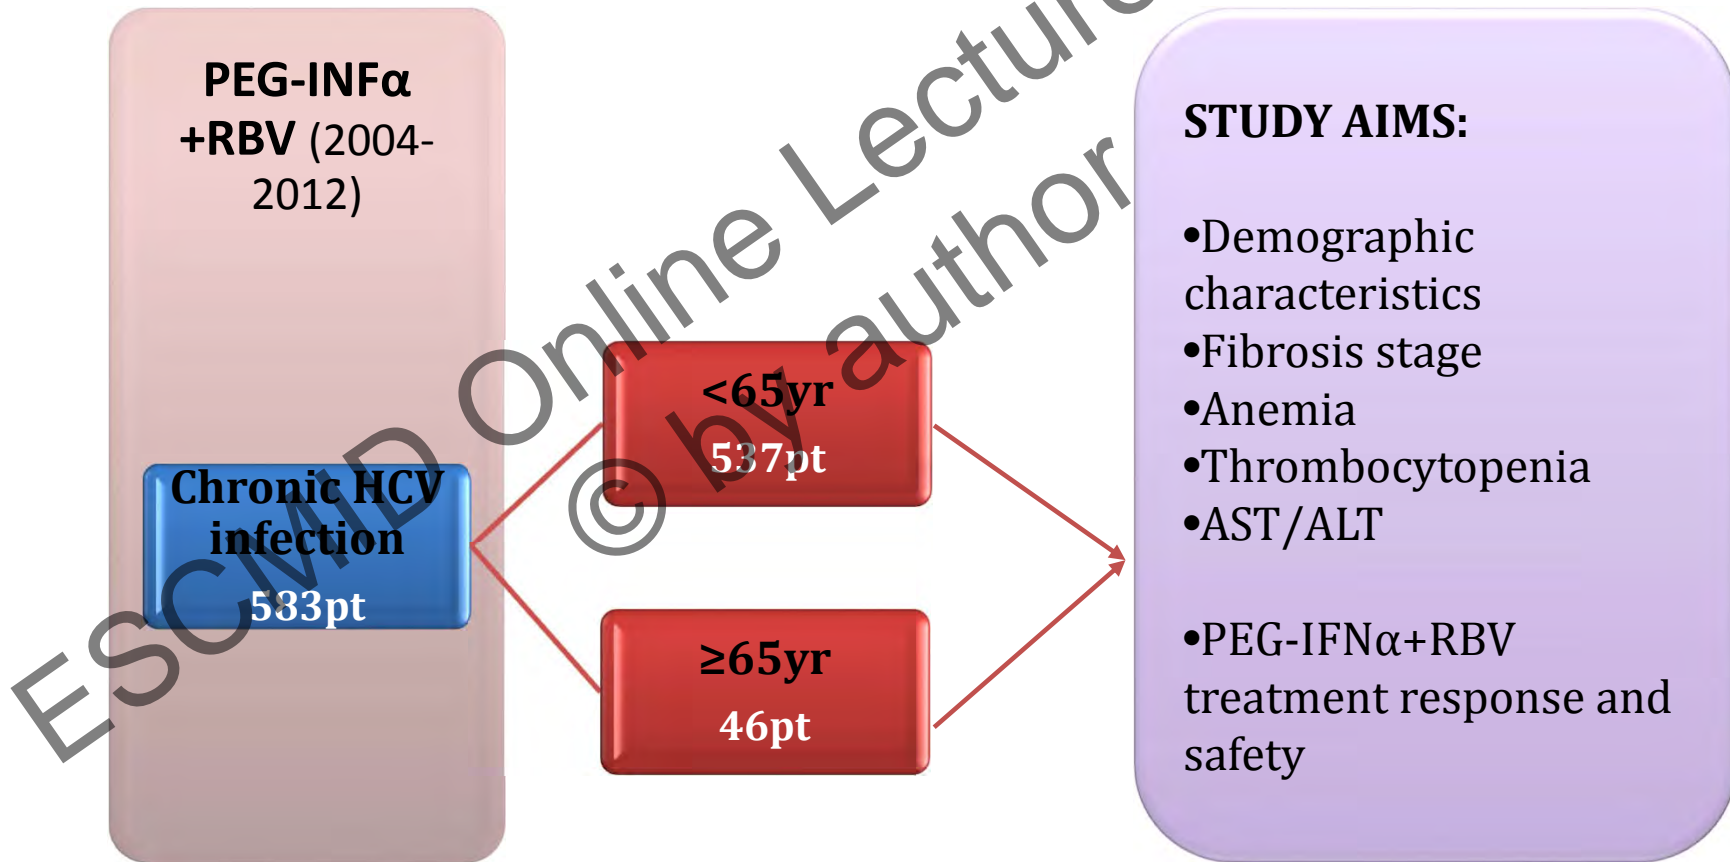 PEG-INFα
+RBV (2004-
2012)
Chronic HCV
infection
583pt
<65yr
537pt
≥65yr
46pt
STUDY AIMS:
•Demographic
characteristics
•Fibrosis stage
•Anemia
•Thrombocytopenia
•AST/ALT
•PEG-IFNα+RBV
treatment response and
safety
ESCMID Online Lecture
© by author